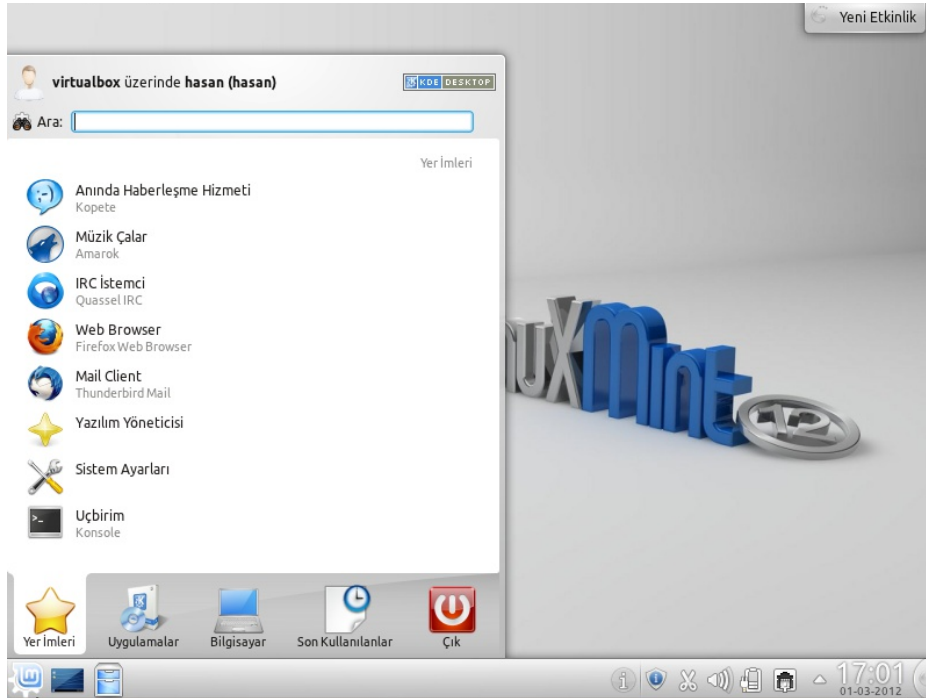 Yeni Etkinlik
virtualbox üzerinde hasan (hasan)
KDE DESKTOP
Ara:
Yer İmleri
Anında Haberleşme Hizmeti
Kopete
Müzik Çalar
Amarok
IRC İstemci
Quassel IRC
Web Browser
Firefox Web Browser
Mail Client
Thunderbird Mail
Yazılım Yöneticisi
Sistem Ayarları
Uçbirim
Konsole
nuXMint 12
Yer İmleri Uygulamalar Bilgisayar Son Kullanılanlar Çık
17:01
01-03-2012